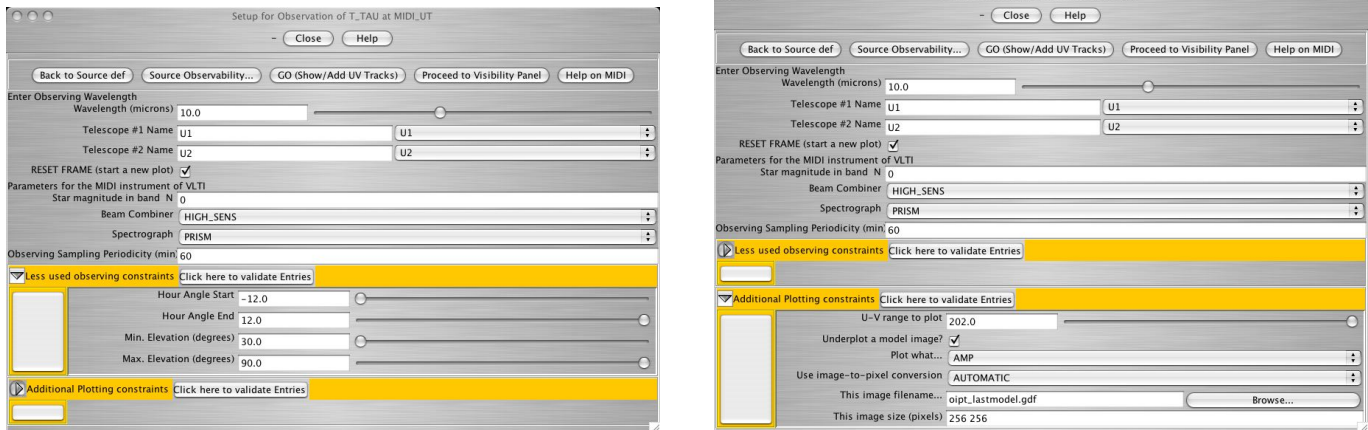 Setup for Observation of T_TAU at MIDI_UT
- Close Help
Back to Source def Source Observability... GO (Show/Add UV Tracks) Proceed to Visibility Panel Help on MIDI
Enter Observing Wavelength
Wavelength (microns) 10.0
Telescope #1 Name U1 U1
Telescope #2 Name U2 U2
RESET FRAME (start a new plot)
Parameters for the MIDI instrument of VLTI
Star magnitude in band N 0
Beam Combiner HIGH_SENS
Spectrograph PRISM
Observing Sampling Periodicity (min 60
Less used observing constraints Click here to validate Entries
Hour Angle Start -12.0
Hour Angle End 12.0
Min. Elevation (degrees) 30.0
Max. Elevation (degrees) 90.0
Additional Plotting constraints Click here to validate Entries
- Close Help
Back to Source def Source Observability... GO (Show/Add UV Tracks) Proceed to Visibility Panel Help on MIDI
Enter Observing Wavelength
Wavelength (microns) 10.0
Telescope #1 Name U1 U1
Telescope #2 Name U2 U2
RESET FRAME (start a new plot)
Parameters for the MIDI instrument of VLTI
Star magnitude in band N 0
Beam Combiner HIGH_SENS
Spectrograph PRISM
Observing Sampling Periodicity (min 60
Less used observing constraints Click here to validate Entries
Additional Plotting constraints Click here to validate Entries
U-V range to plot 202.0
Underplot a model image?
Plot what... AMP
Use image-to-pixel conversion AUTOMATIC
This image filename... oipt_lastmodel.gdf Browse...
This image size (pixels) 256 256